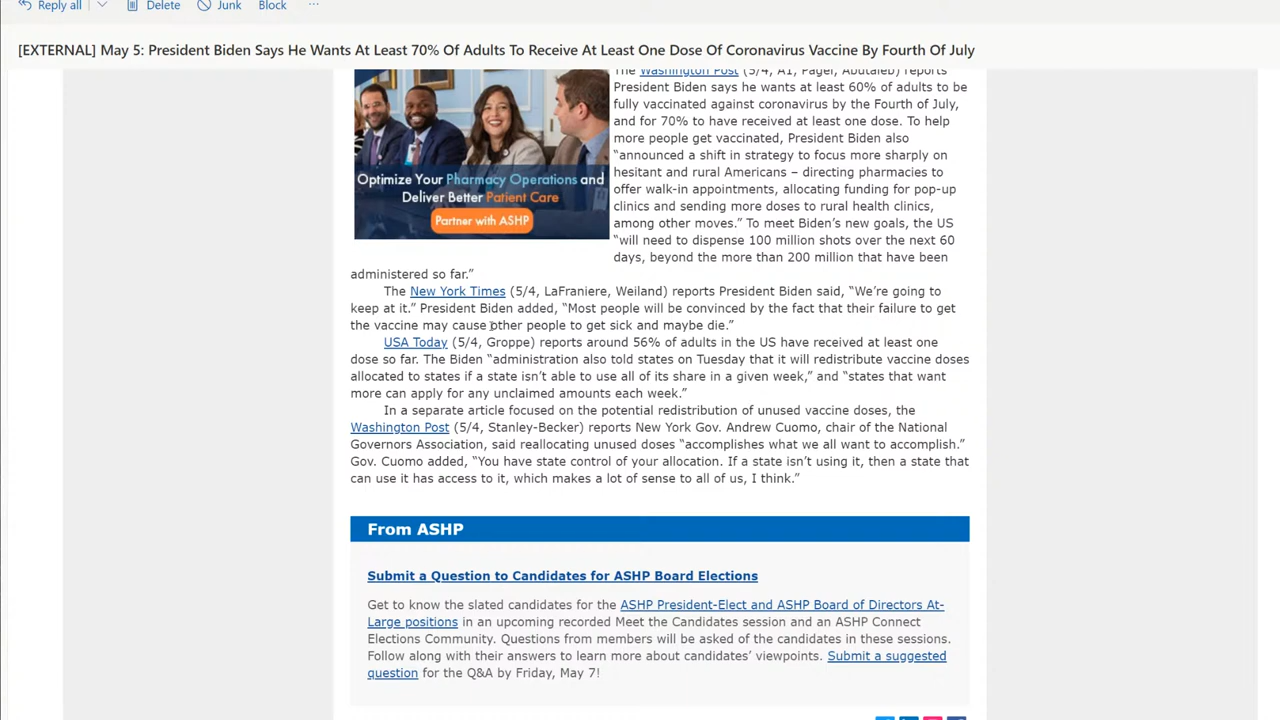 Reply all
Delete
Junk
Block
[EXTERNAL] May 5: President Biden Says He Wants At Least 70% Of Adults To Receive At Least One Dose Of Coronavirus Vaccine By Fourth Of July
Optimize Your Pharmacy Operations and
Deliver Better Patient Care
Partner with ASHP
The Washington Post (5/4, A1, Pager, Abutaleb) reports
President Biden says he wants at least 60% of adults to be
fully vaccinated against coronavirus by the Fourth of July,
and for 70% to have received at least one dose. To help
more people get vaccinated, President Biden also
“announced a shift in strategy to focus more sharply on
hesitant and rural Americans – directing pharmacies to
offer walk-in appointments, allocating funding for pop-up
clinics and sending more doses to rural health clinics,
among other moves.” To meet Biden’s new goals, the US
“will need to dispense 100 million shots over the next 60
days, beyond the more than 200 million that have been
administered so far.”
The New York Times (5/4, LaFraniere, Weiland) reports President Biden said, “We’re going to
keep at it.” President Biden added, “Most people will be convinced by the fact that their failure to get
the vaccine may cause other people to get sick and maybe die.”
USA Today (5/4, Groppe) reports around 56% of adults in the US have received at least one
dose so far. The Biden “administration also told states on Tuesday that it will redistribute vaccine doses
allocated to states if a state isn’t able to use all of its share in a given week,” and “states that want
more can apply for any unclaimed amounts each week.”
In a separate article focused on the potential redistribution of unused vaccine doses, the
Washington Post (5/4, Stanley-Becker) reports New York Gov. Andrew Cuomo, chair of the National
Governors Association, said reallocating unused doses “accomplishes what we all want to accomplish.”
Gov. Cuomo added, “You have state control of your allocation. If a state isn’t using it, then a state that
can use it has access to it, which makes a lot of sense to all of us, I think.”
From ASHP
Submit a Question to Candidates for ASHP Board Elections
Get to know the slated candidates for the ASHP President-Elect and ASHP Board of Directors At-
Large positions in an upcoming recorded Meet the Candidates session and an ASHP Connect
Elections Community. Questions from members will be asked of the candidates in these sessions.
Follow along with their answers to learn more about candidates’ viewpoints. Submit a suggested
question for the Q&A by Friday, May 7!